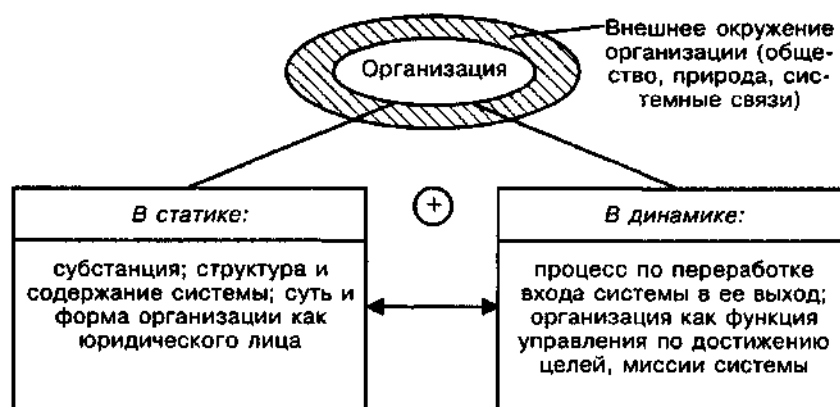 Внешнее окружение
организации (обще-
ство, природа, сис-
темные связи)
Организация
В статике:
субстанция; структура и
содержание системы; суть и
форма организации как
юридического лица
+
В динамике:
процесс по переработке
входа системы в ее выход;
организация как функция
управления по достижению
целей, миссии системы